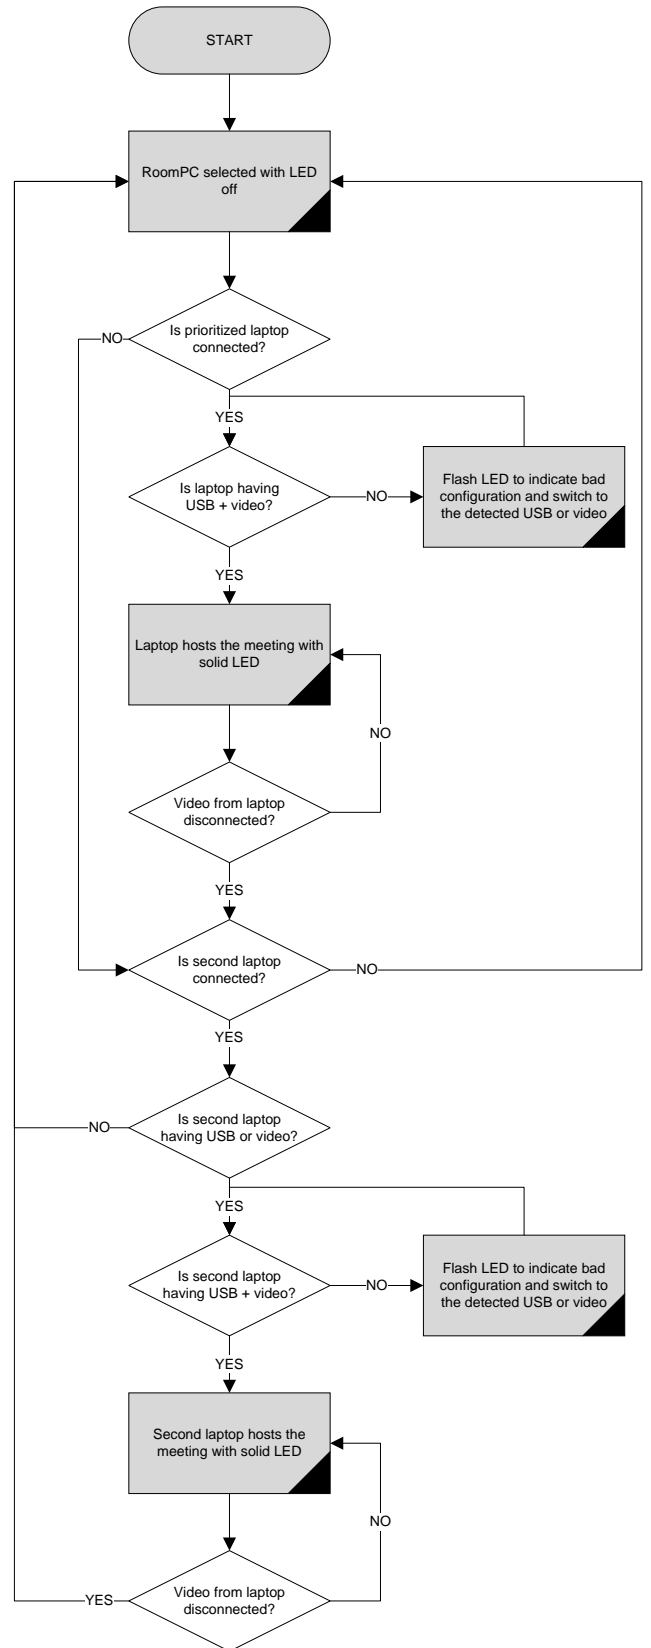 START
RoomPC selected with LED
off
Is prioritized laptop
connected?
NO
YES
Is laptop having
USB + video?
NO
Flash LED to indicate bad
configuration and switch to
the detected USB or video
YES
Laptop hosts the meeting with
solid LED
NO
Video from laptop
disconnected?
YES
Is second laptop
connected?
NO
YES
Is second laptop
having USB or video?
NO
YES
Is second laptop
having USB + video?
NO
Flash LED to indicate bad
configuration and switch to
the detected USB or video
YES
Second laptop hosts the
meeting with solid LED
NO
Video from laptop
disconnected?
YES